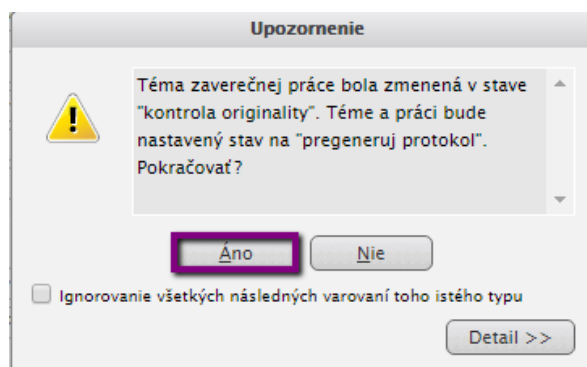 Upozornenie
Téma zaverečnej práce bola zmenená v stave
"kontrola originality". Téme a práci bude
nastavený stav na "pregeneruj protokol".
Pokračovať?
Áno
Nie
Ignorovanie všetkých následných varovaní toho istého typu
Detail >>